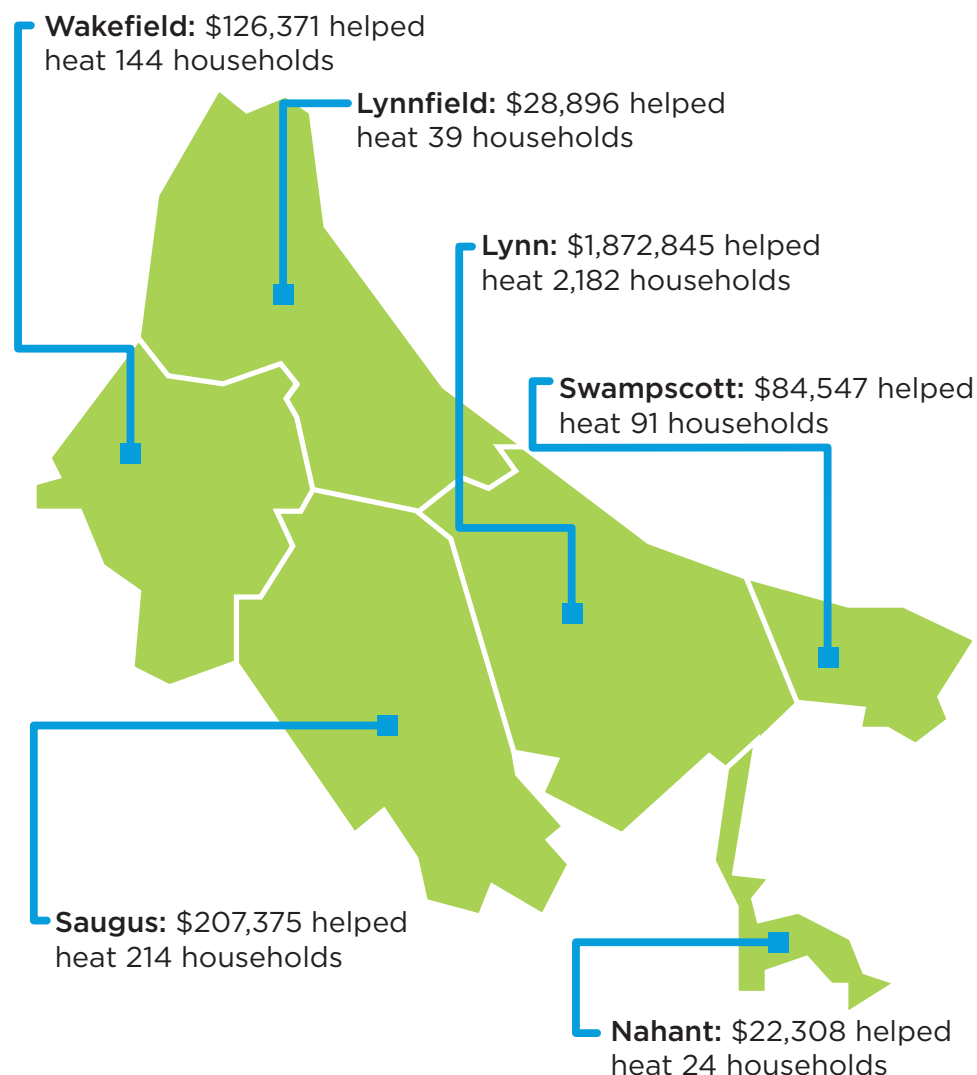 Wakefield: $126,371 helped
heat 144 households
Lynnfield: $28,896 helped
heat 39 households
Lynn: $1,872,845 helped
heat 2,182 households
Swampscott: $84,547 helped
heat 91 households
Saugus: $207,375 helped
heat 214 households
Nahant: $22,308 helped
heat 24 households